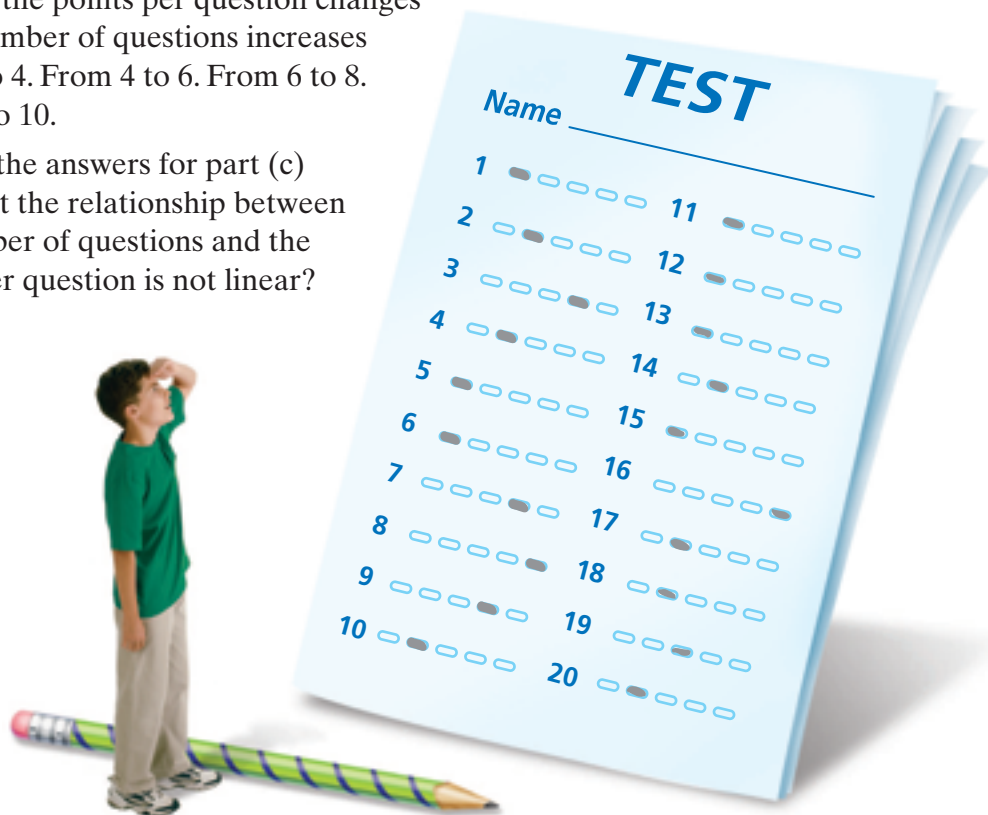 the points per question changes
mber of questions increases
o 4. From 4 to 6. From 6 to 8.
o 10.
the answers for part (c)
t the relationship between
ber of questions and the
er question is not linear?
TEST
Name
1
2
3
4
5
6
7
8
9
10
11
12
13
14
15
16
17
18
19
20